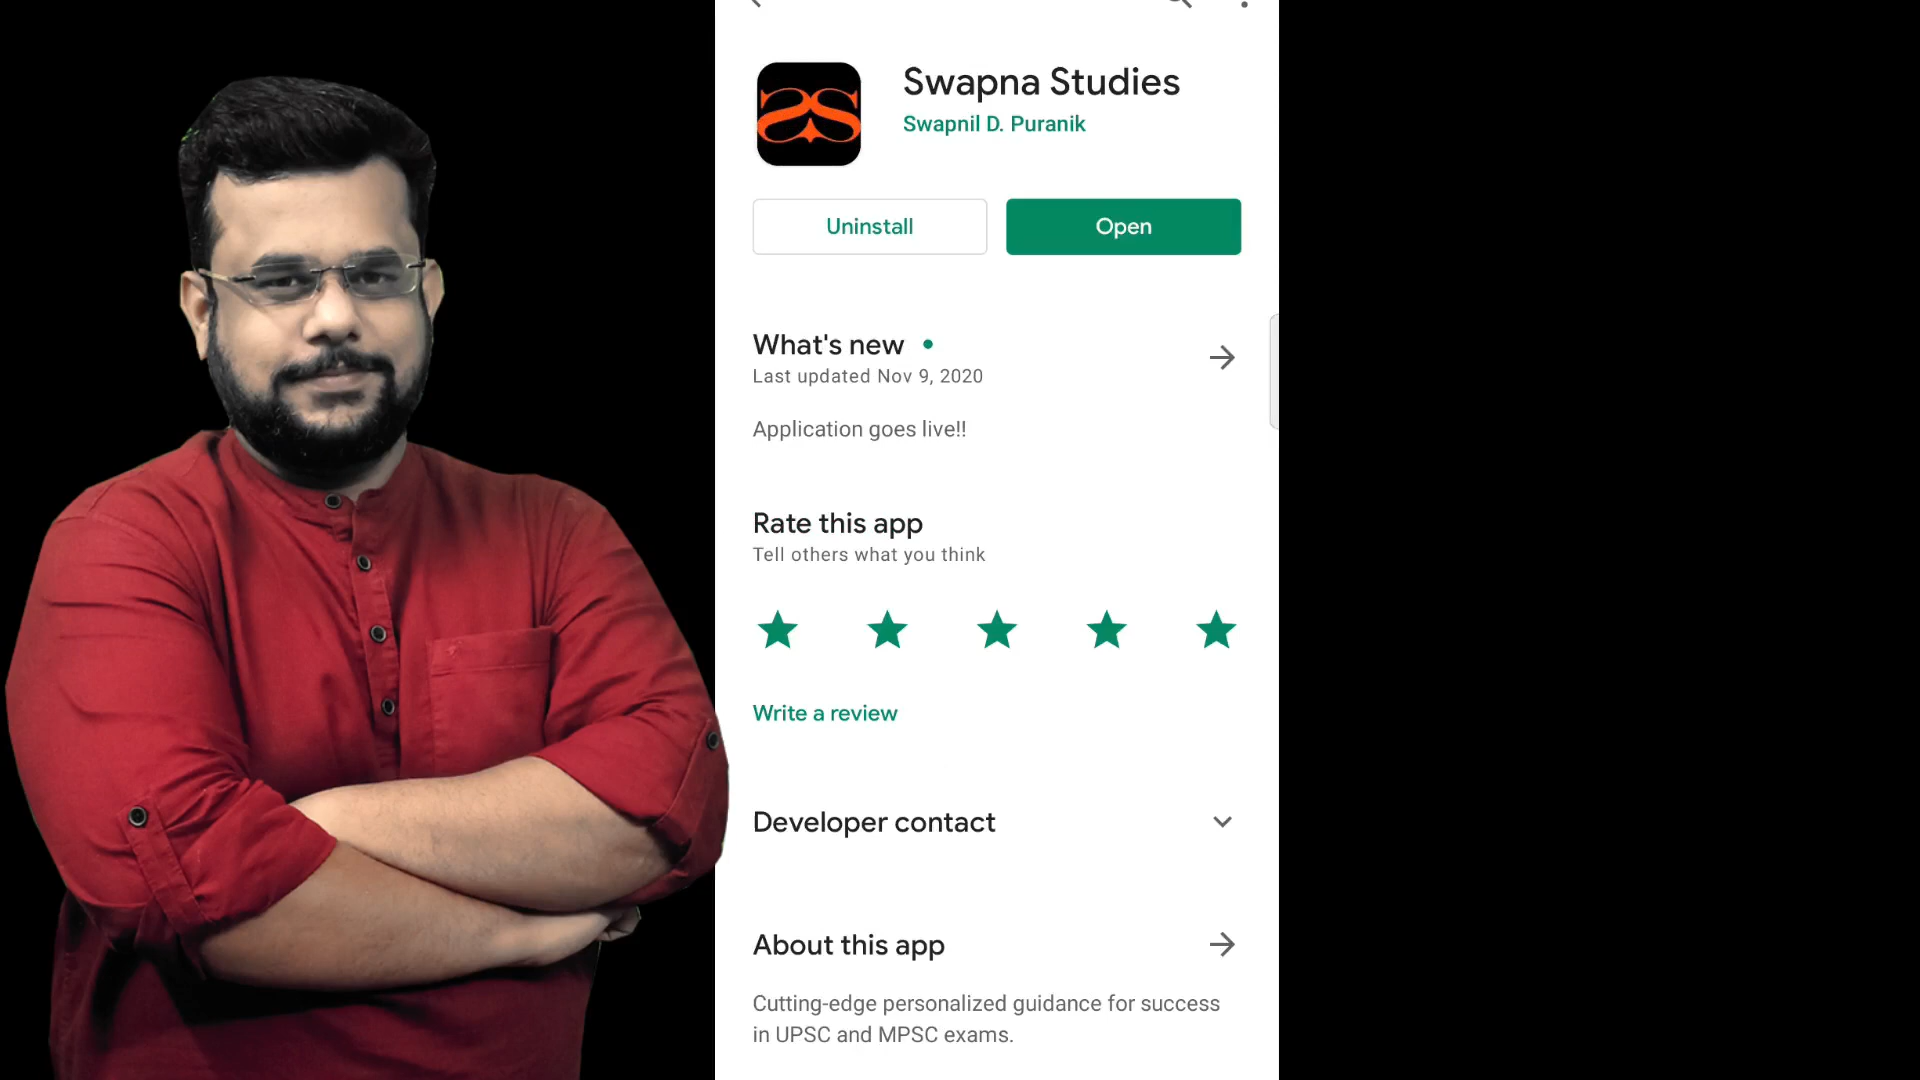 Swapna Studies
Swapnil D. Puranik
Uninstall
Open
What's new
Last updated Nov 9, 2020
Application goes live!!
Rate this app
Tell others what you think
Write a review
Developer contact
About this app
Cutting-edge personalized guidance for success
in UPSC and MPSC exams.